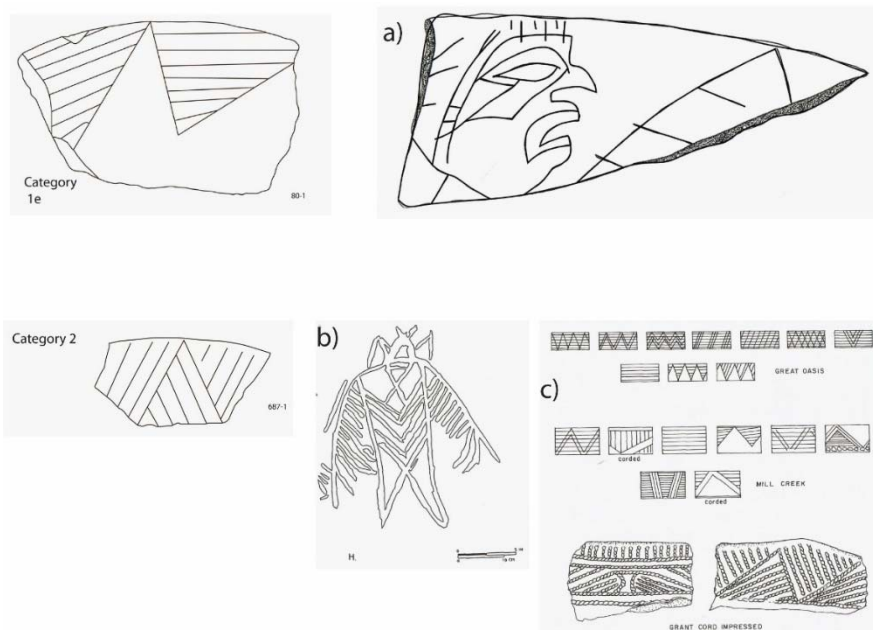 Category
1e
80-1
a)
Category 2
687-1
b)
H.
c)
GREAT OASIS
corded
MILL CREEK
corded
GRANT CORD IMPRESSED